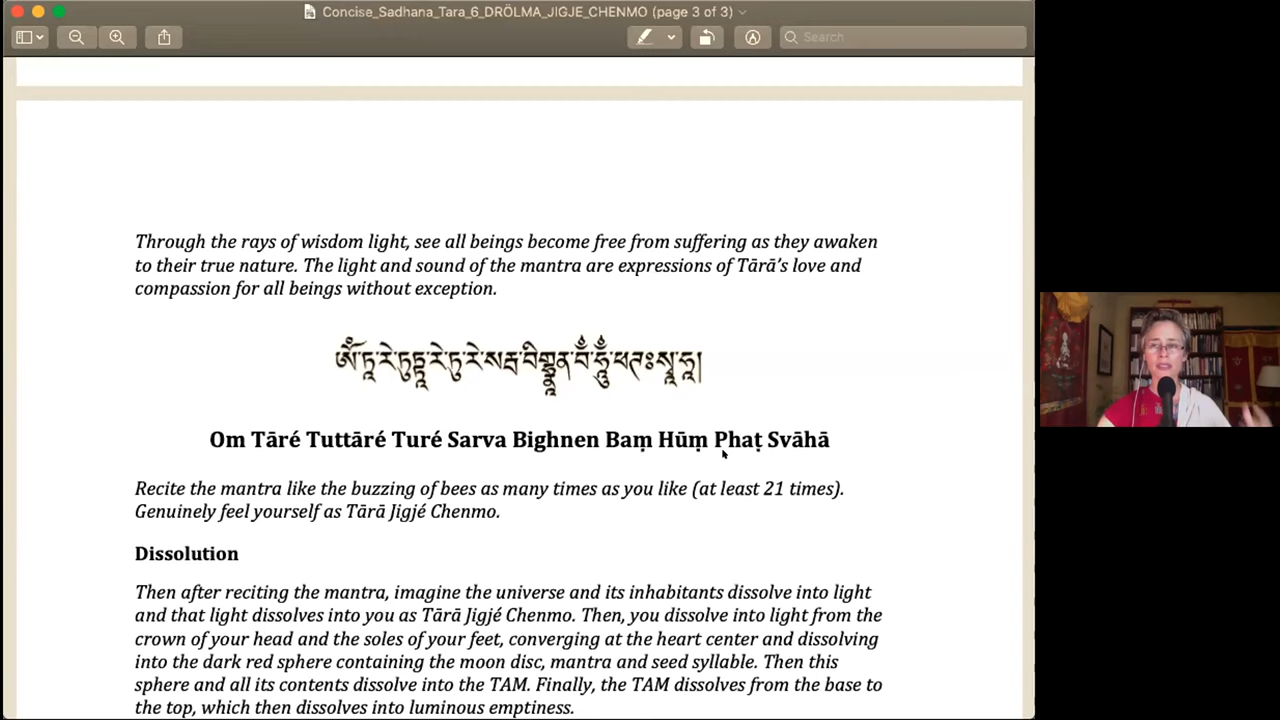 Concise_Sadhana_Tara_6_DRÖLMA_JIGJE_CHENMO (page 3 of 3)
Search
Through the rays of wisdom light, see all beings become free from suffering as they awaken
to their true nature. The light and sound of the mantra are expressions of Tārā’s love and
compassion for all beings without exception.
ༀ་ཏཱ་རེ་ཏུཏྟཱ་རེ་ཏུ་རེ་སརྦ་བིགྷྣཱན་བཾ་ཧཱུྃ་ཕཊཿསྭཱ་ཧཱ།
Om Tāré Tuttāré Turé Sarva Bighnen Baṃ Hūṃ Phaṭ Svāhā
Recite the mantra like the buzzing of bees as many times as you like (at least 21 times).
Genuinely feel yourself as Tārā Jigjé Chenmo.
Dissolution
Then after reciting the mantra, imagine the universe and its inhabitants dissolve into light
and that light dissolves into you as Tārā Jigjé Chenmo. Then, you dissolve into light from the
crown of your head and the soles of your feet, converging at the heart center and dissolving
into the dark red sphere containing the moon disc, mantra and seed syllable. Then this
sphere and all its contents dissolve into the TAM. Finally, the TAM dissolves from the base to
the top, which then dissolves into luminous emptiness.